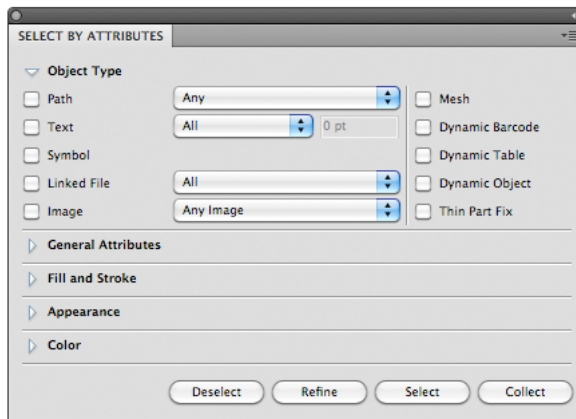 SELECT BY ATTRIBUTES
Object Type
Path Any Mesh
Text All 0 pt Dynamic Barcode
Symbol Dynamic Table
Linked File All Dynamic Object
Image Any Image Thin Part Fix
General Attributes
Fill and Stroke
Appearance
Color
Deselect Refine Select Collect